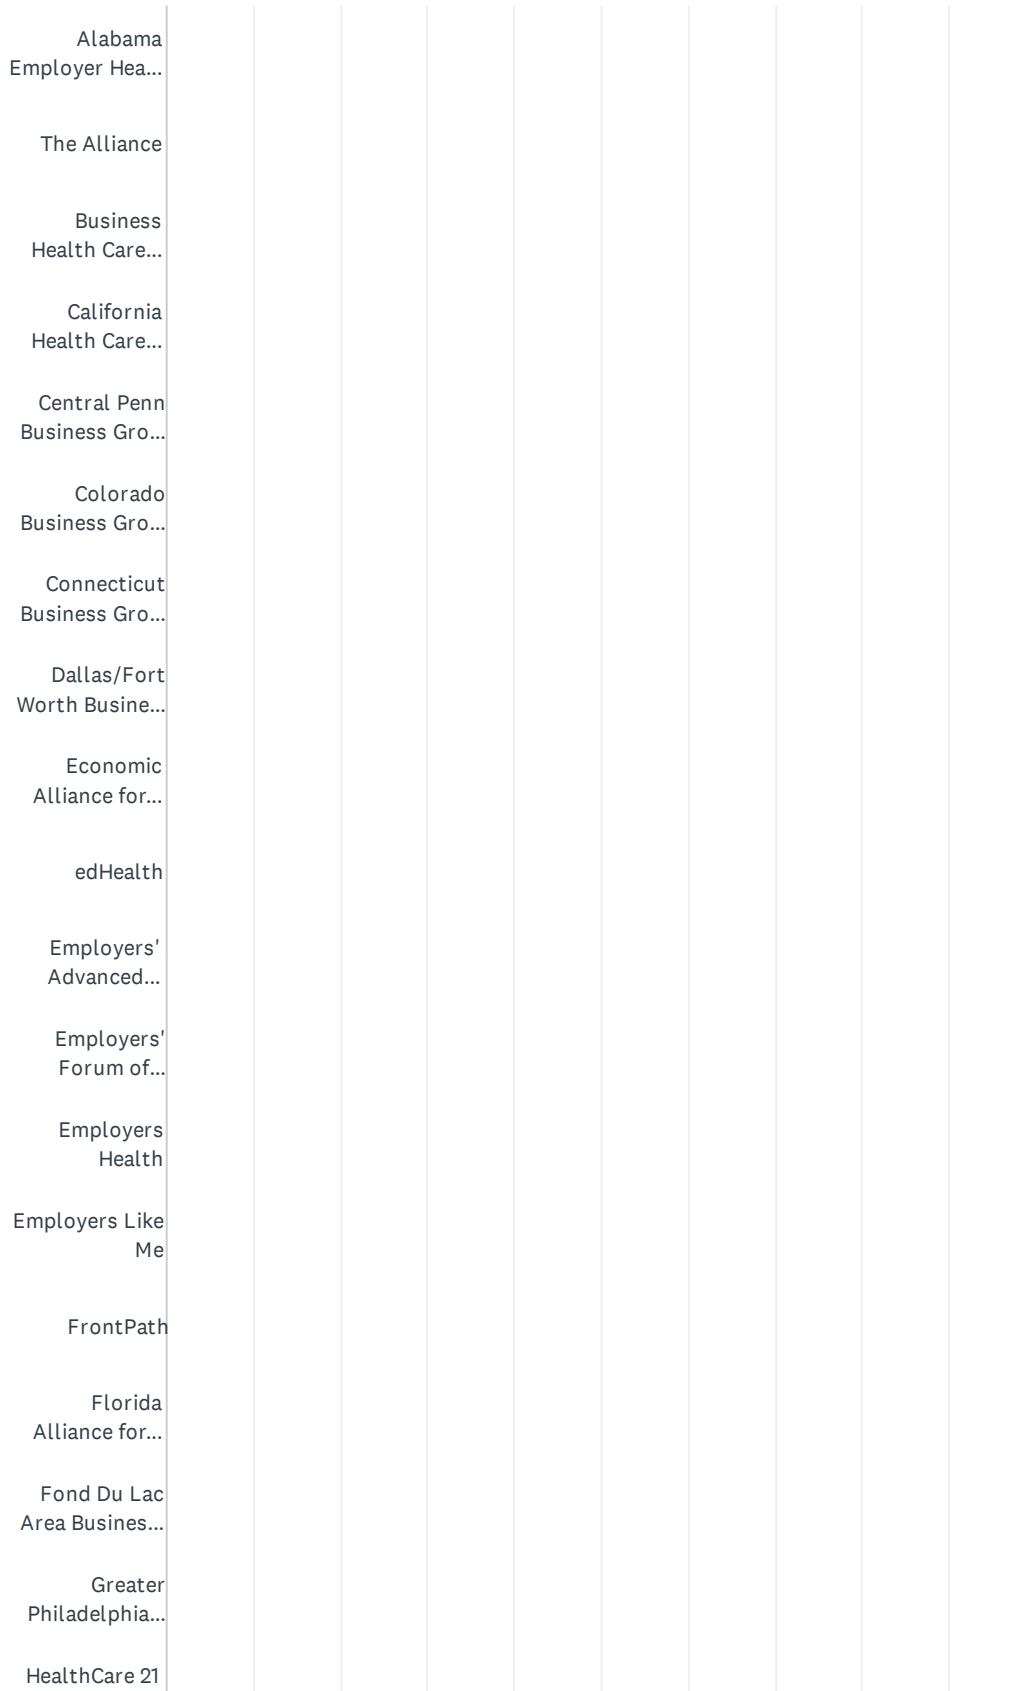 Alabama
Employer Hea...
The Alliance
Business
Health Care...
California
Health Care...
Central Penn
Business Gro...
Colorado
Business Gro...
Connecticut
Business Gro...
Dallas/Fort
Worth Busine...
Economic
Alliance for...
edHealth
Employers'
Advanced...
Employers'
Forum of...
Employers
Health
Employers Like
Me
FrontPath
Florida
Alliance for...
Fond Du Lac
Area Busines...
Greater
Philadelphia...
HealthCare 21